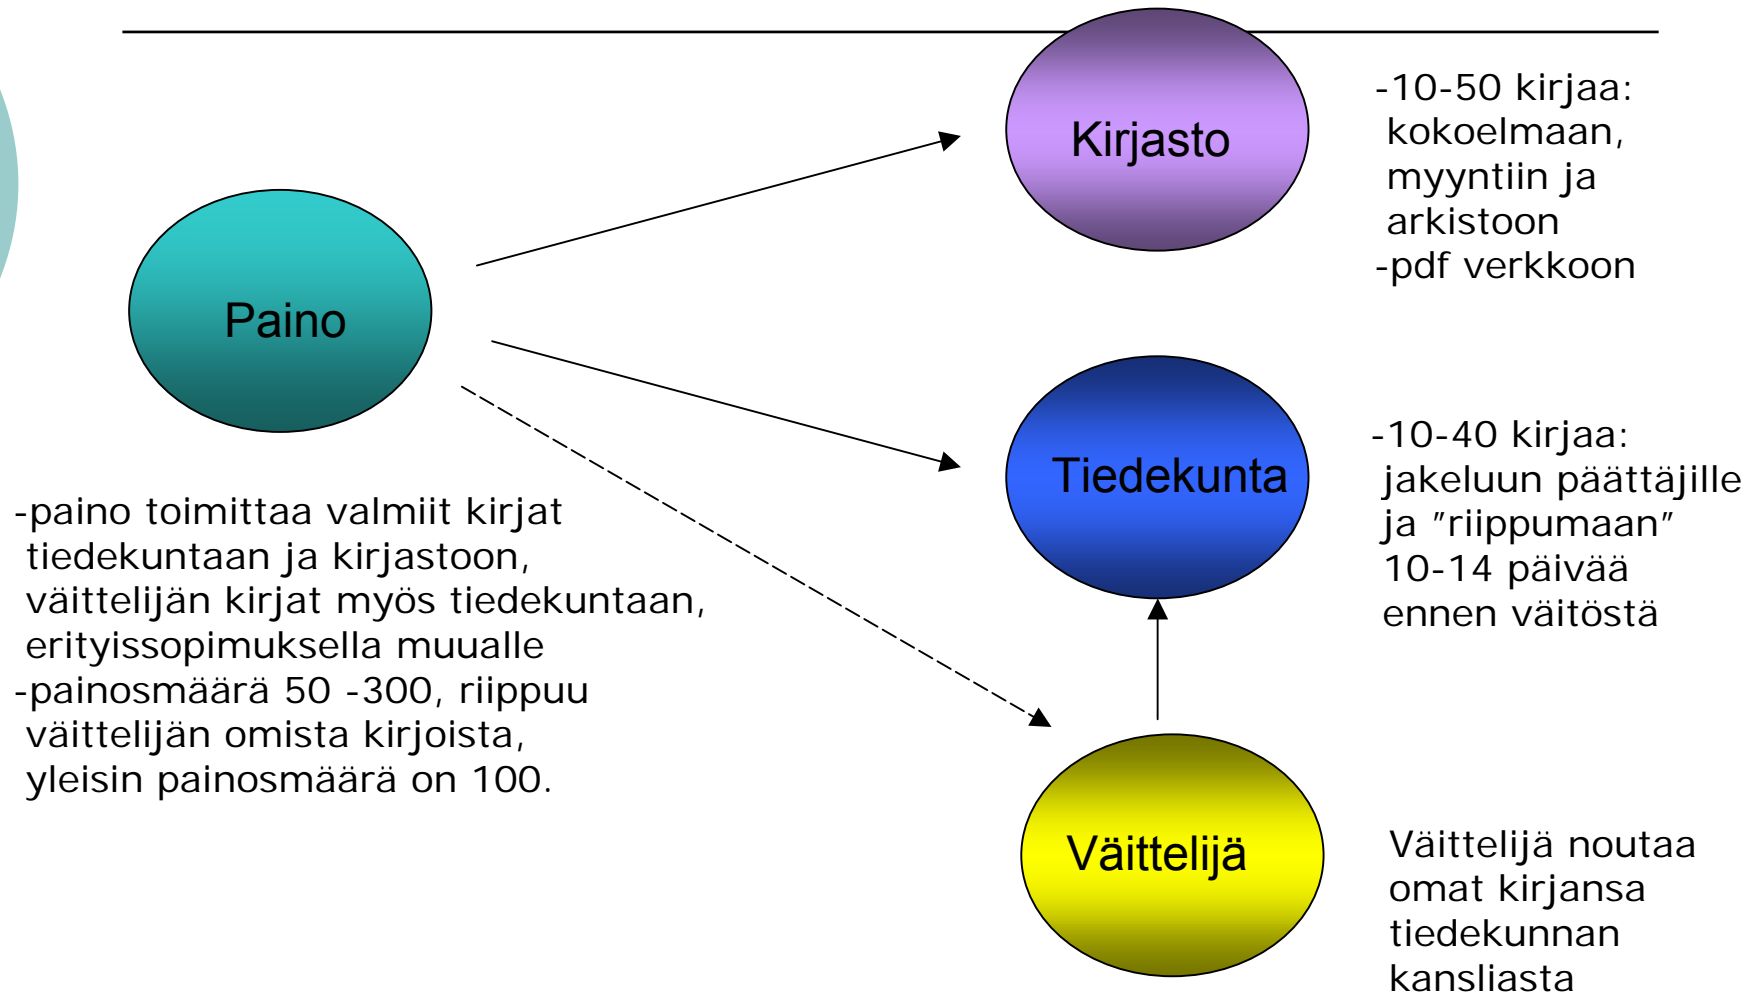 Kirjasto
-10-50 kirjaa:
kokoelmaan,
myyntiin ja
arkistoon
-pdf verkkoon
Paino
-paino toimittaa valmiit kirjat
tiedekuntaan ja kirjastoon,
väittelijän kirjat myös tiedekuntaan,
erityissopimuksella muualle
-painosmäärä 50 -300, riippuu
väittelijän omista kirjoista,
yleisin painosmäärä on 100.
Tiedekunta
-10-40 kirjaa:
jakeluun päättäjille
ja ”riippumaan”
10-14 päivää
ennen väitöstä
Väittelijä
Väittelijä noutaa
omat kirjansa
tiedekunnan
kansliasta